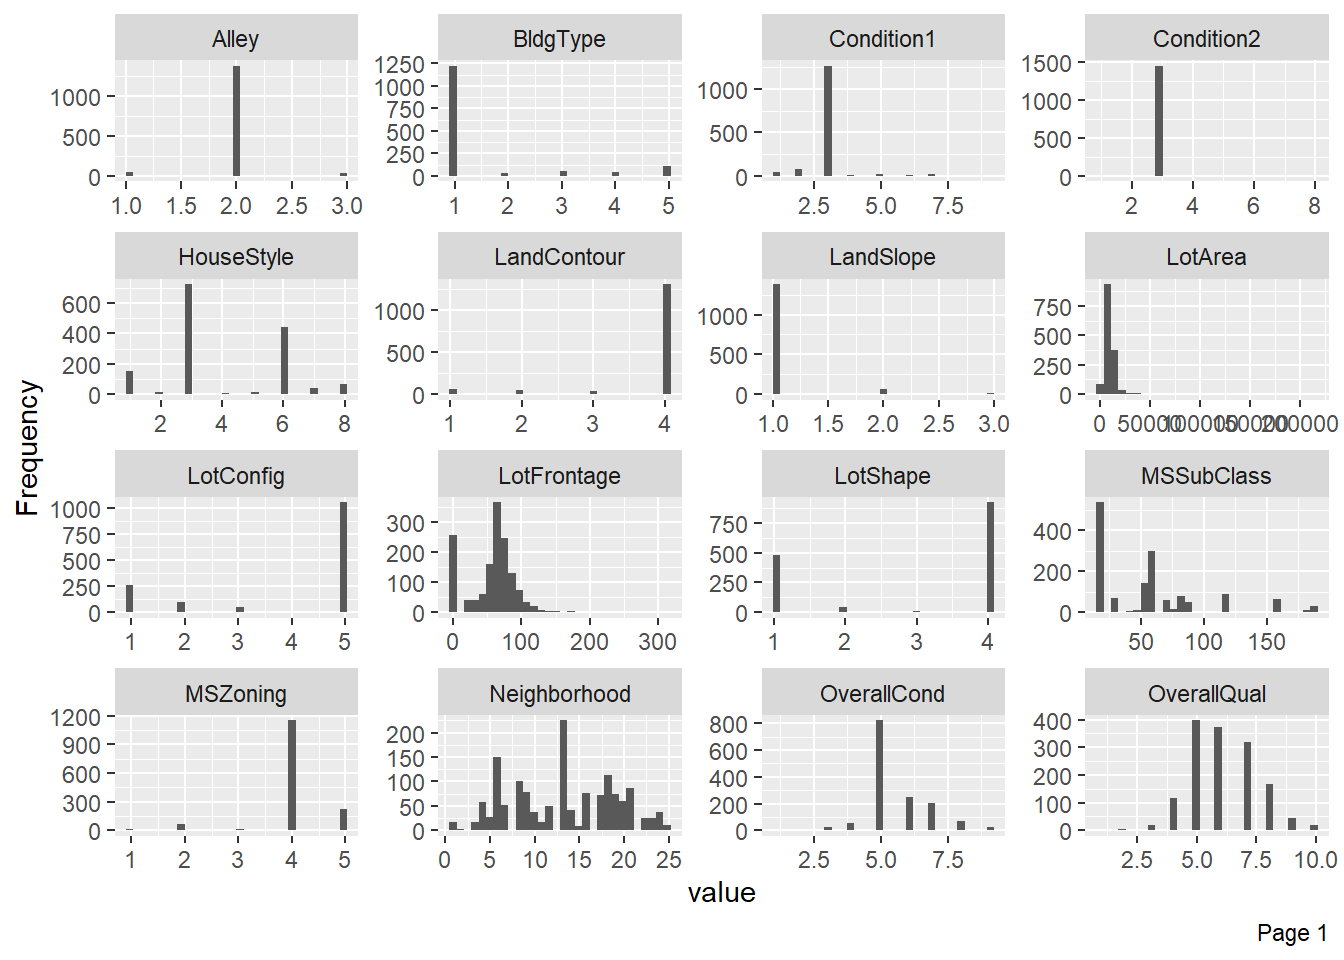 Alley BldgType Condition1 Condition2
1250 1500
1000 1000 1000 1000
750
500 500 500 500
250
0 0 0 0
1.0 1.5 2.0 2.5 3.0 1 2 3 4 5 2.5 5.0 7.5 2 4 6 8
HouseStyle LandContour LandSlope LotArea
600 1000 1000 750
400 500
200 500 500 250
0 0 0 0
2 4 6 8 1 2 3 4 1.0 1.5 2.0 2.5 3.0 0 50000 100000 150000 200000
Frequency
LotConfig LotFrontage LotShape MSSubClass
1000 300 750 400
750 200 500
500 200
250 100 250
0 0 0 0
1 2 3 4 5 0 100 200 300 1 2 3 4 50 100 150
MSZoning Neighborhood OverallCond OverallQual
1200 200 800 400
900 150 600 300
600 100 400 200
300 50 200 100
0 0 0 0
1 2 3 4 5 0 5 10 15 20 25 2.5 5.0 7.5 2.5 5.0 7.5 10.0
value
Page 1